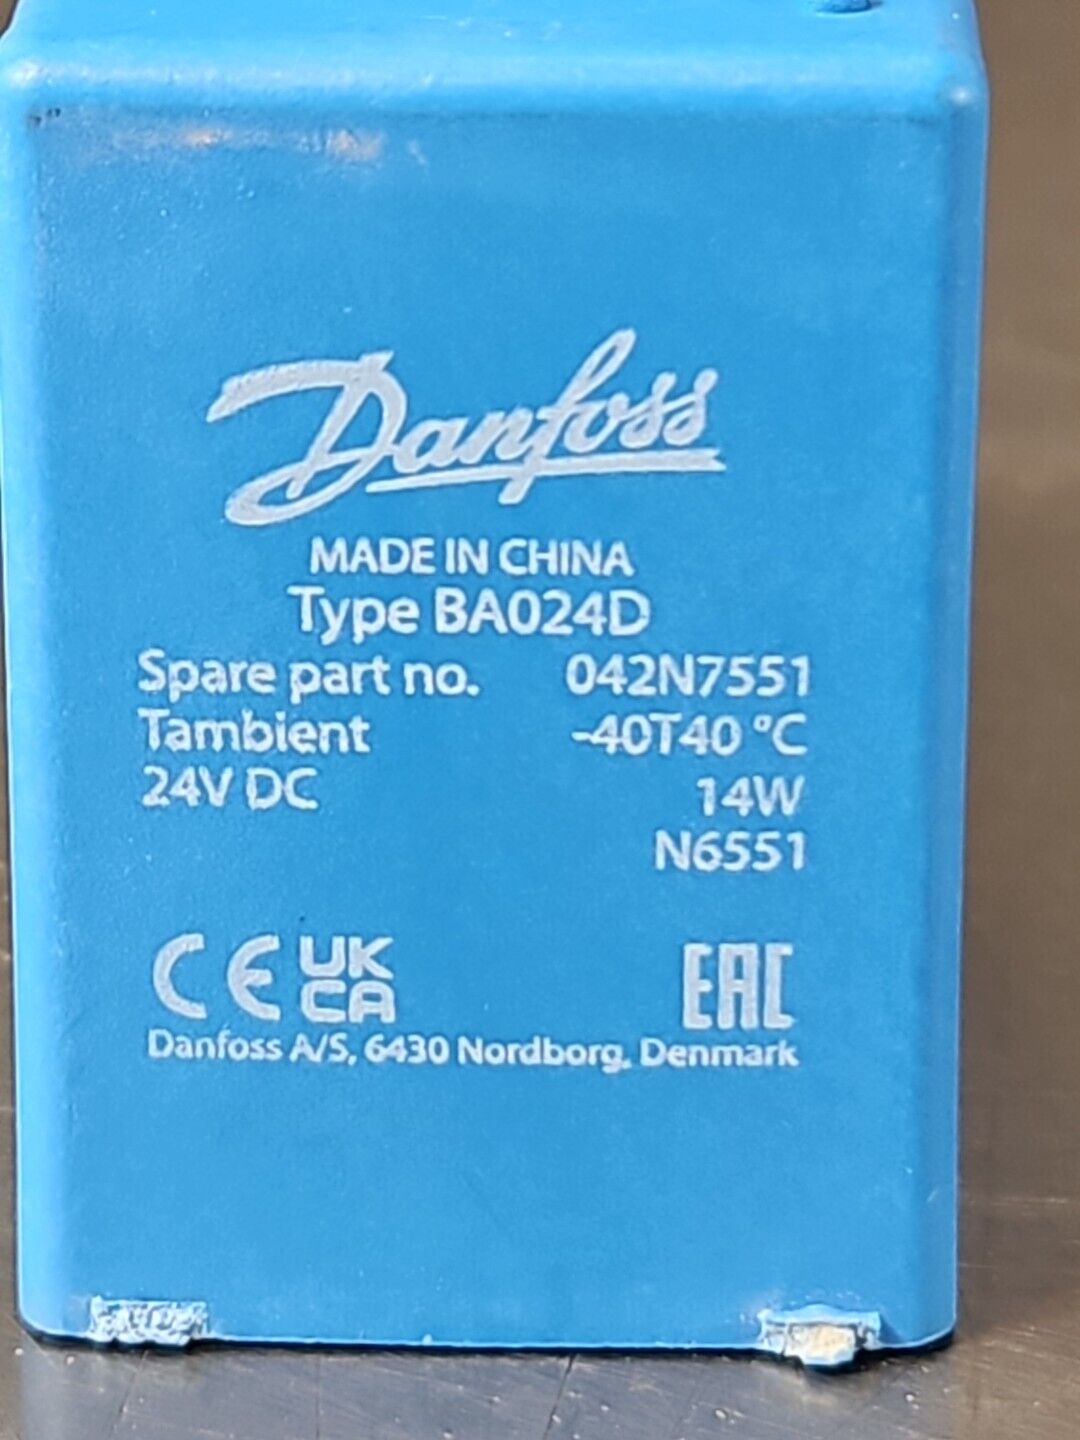 Danfoss
MADE IN CHINA
Type BA024D
Spare part no. 042N7551
Tambient -40T40 °C
24V DC 14W
N6551
CE UK CA EAC
Danfoss A/S, 6430 Nordborg, Denmark